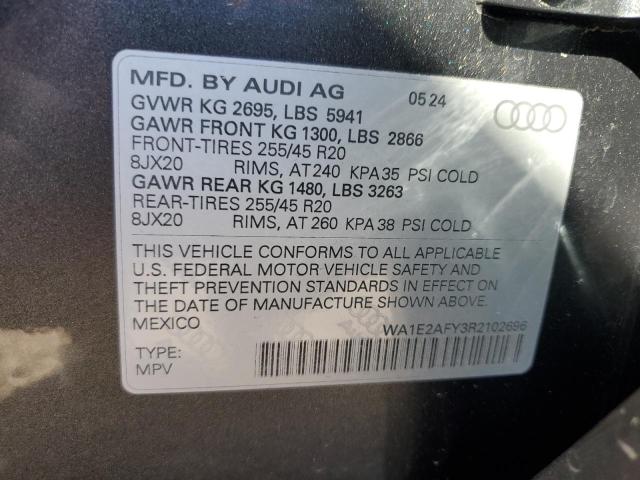 MFD. BY AUDI AG 05 24
GVWR KG 2695, LBS 5941
GAWR FRONT KG 1300, LBS 2866
FRONT-TIRES 255/45 R20
8JX20 RIMS, AT 240 KPA 35 PSI COLD
GAWR REAR KG 1480, LBS 3263
REAR-TIRES 255/45 R20
8JX20 RIMS, AT 260 KPA 38 PSI COLD
THIS VEHICLE CONFORMS TO ALL APPLICABLE
U.S. FEDERAL MOTOR VEHICLE SAFETY AND
THEFT PREVENTION STANDARDS IN EFFECT ON
THE DATE OF MANUFACTURE SHOWN ABOVE.
MEXICO
WA1E2AFY3R2102696
TYPE:
MPV